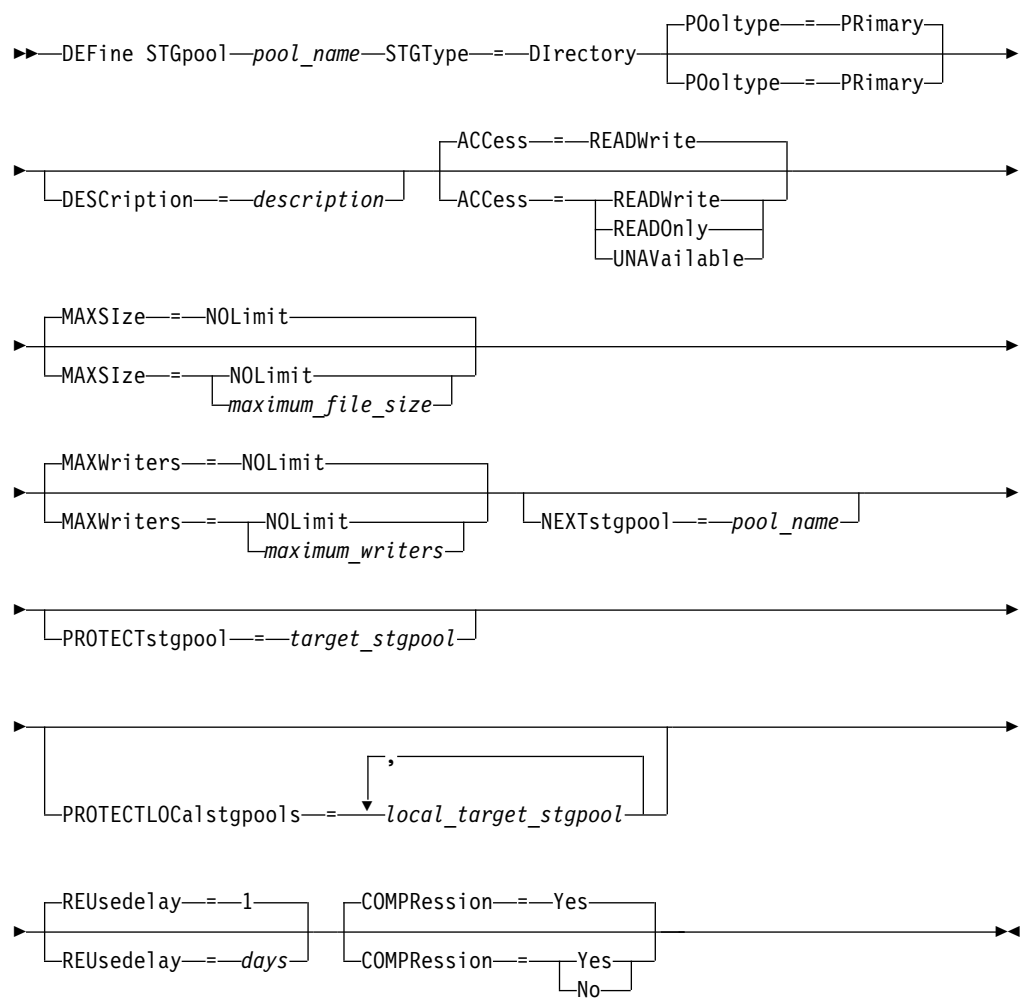 POoltype = PRimary
DEFine STGpool pool_name STGType = DIrectory
POoltype = PRimary
ACCess = READWrite
DESCription = description
ACCess = READWrite
READOnly
UNAVailable
MAXSIze = NOLimit
MAXSIze = NOLimit
maximum_file_size
MAXWriters = NOLimit
MAXWriters = NOLimit
maximum_writers
NEXTstgpool = pool_name
PROTECTstgpool = target_stgpool
,
PROTECTLOCalstgpools = local_target_stgpool
REUsedelay = 1
COMPRession = Yes
REUsedelay = days
COMPRession = Yes
No